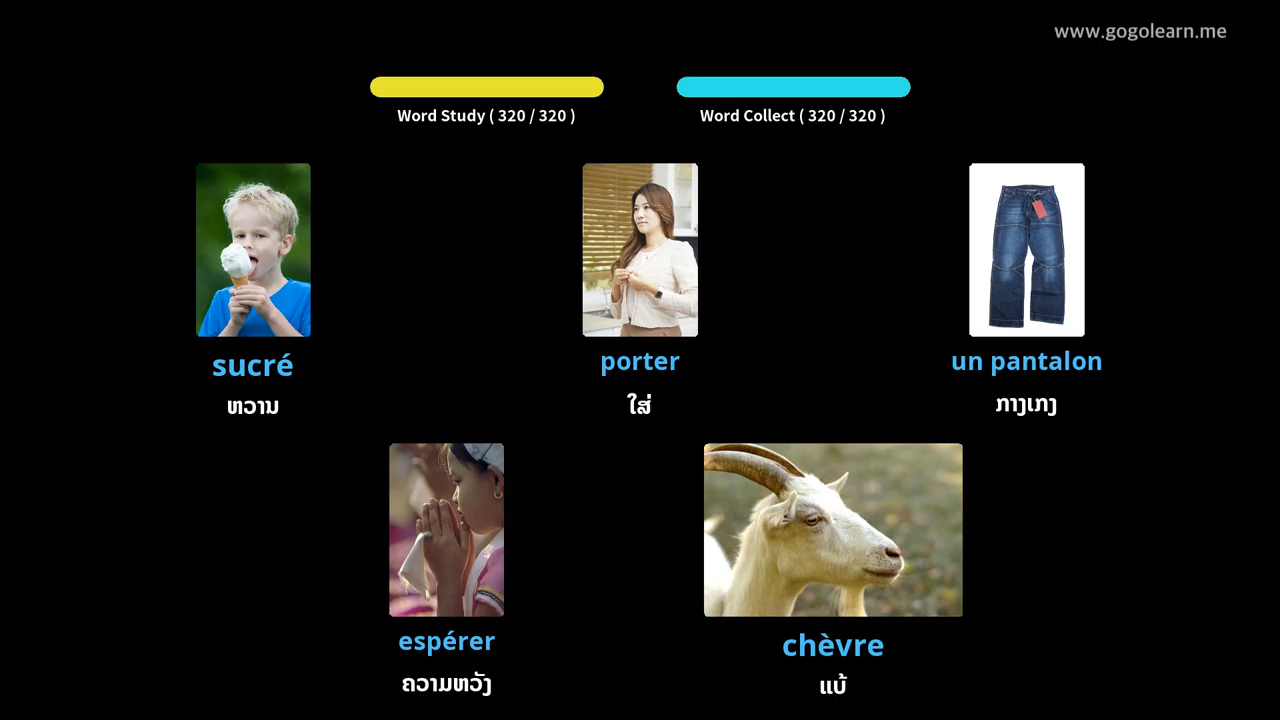 www.gogolearn.me
Word Study ( 320 / 320 )
Word Collect ( 320 / 320 )
sucré
porter
un pantalon
ຫວານ
ໃສ່
ກາງເກງ
espérer
chèvre
ຄວາມຫວັງ
ແບ້